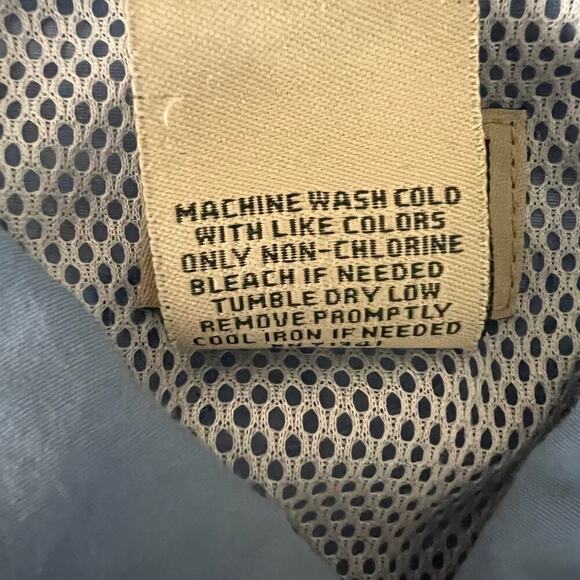 MACHINE WASH COLD
WITH LIKE COLORS
ONLY NON-CHLORINE
BLEACH IF NEEDED
TUMBLE DRY LOW
REMOVE PROMPTLY
COOL IRON IF NEEDED